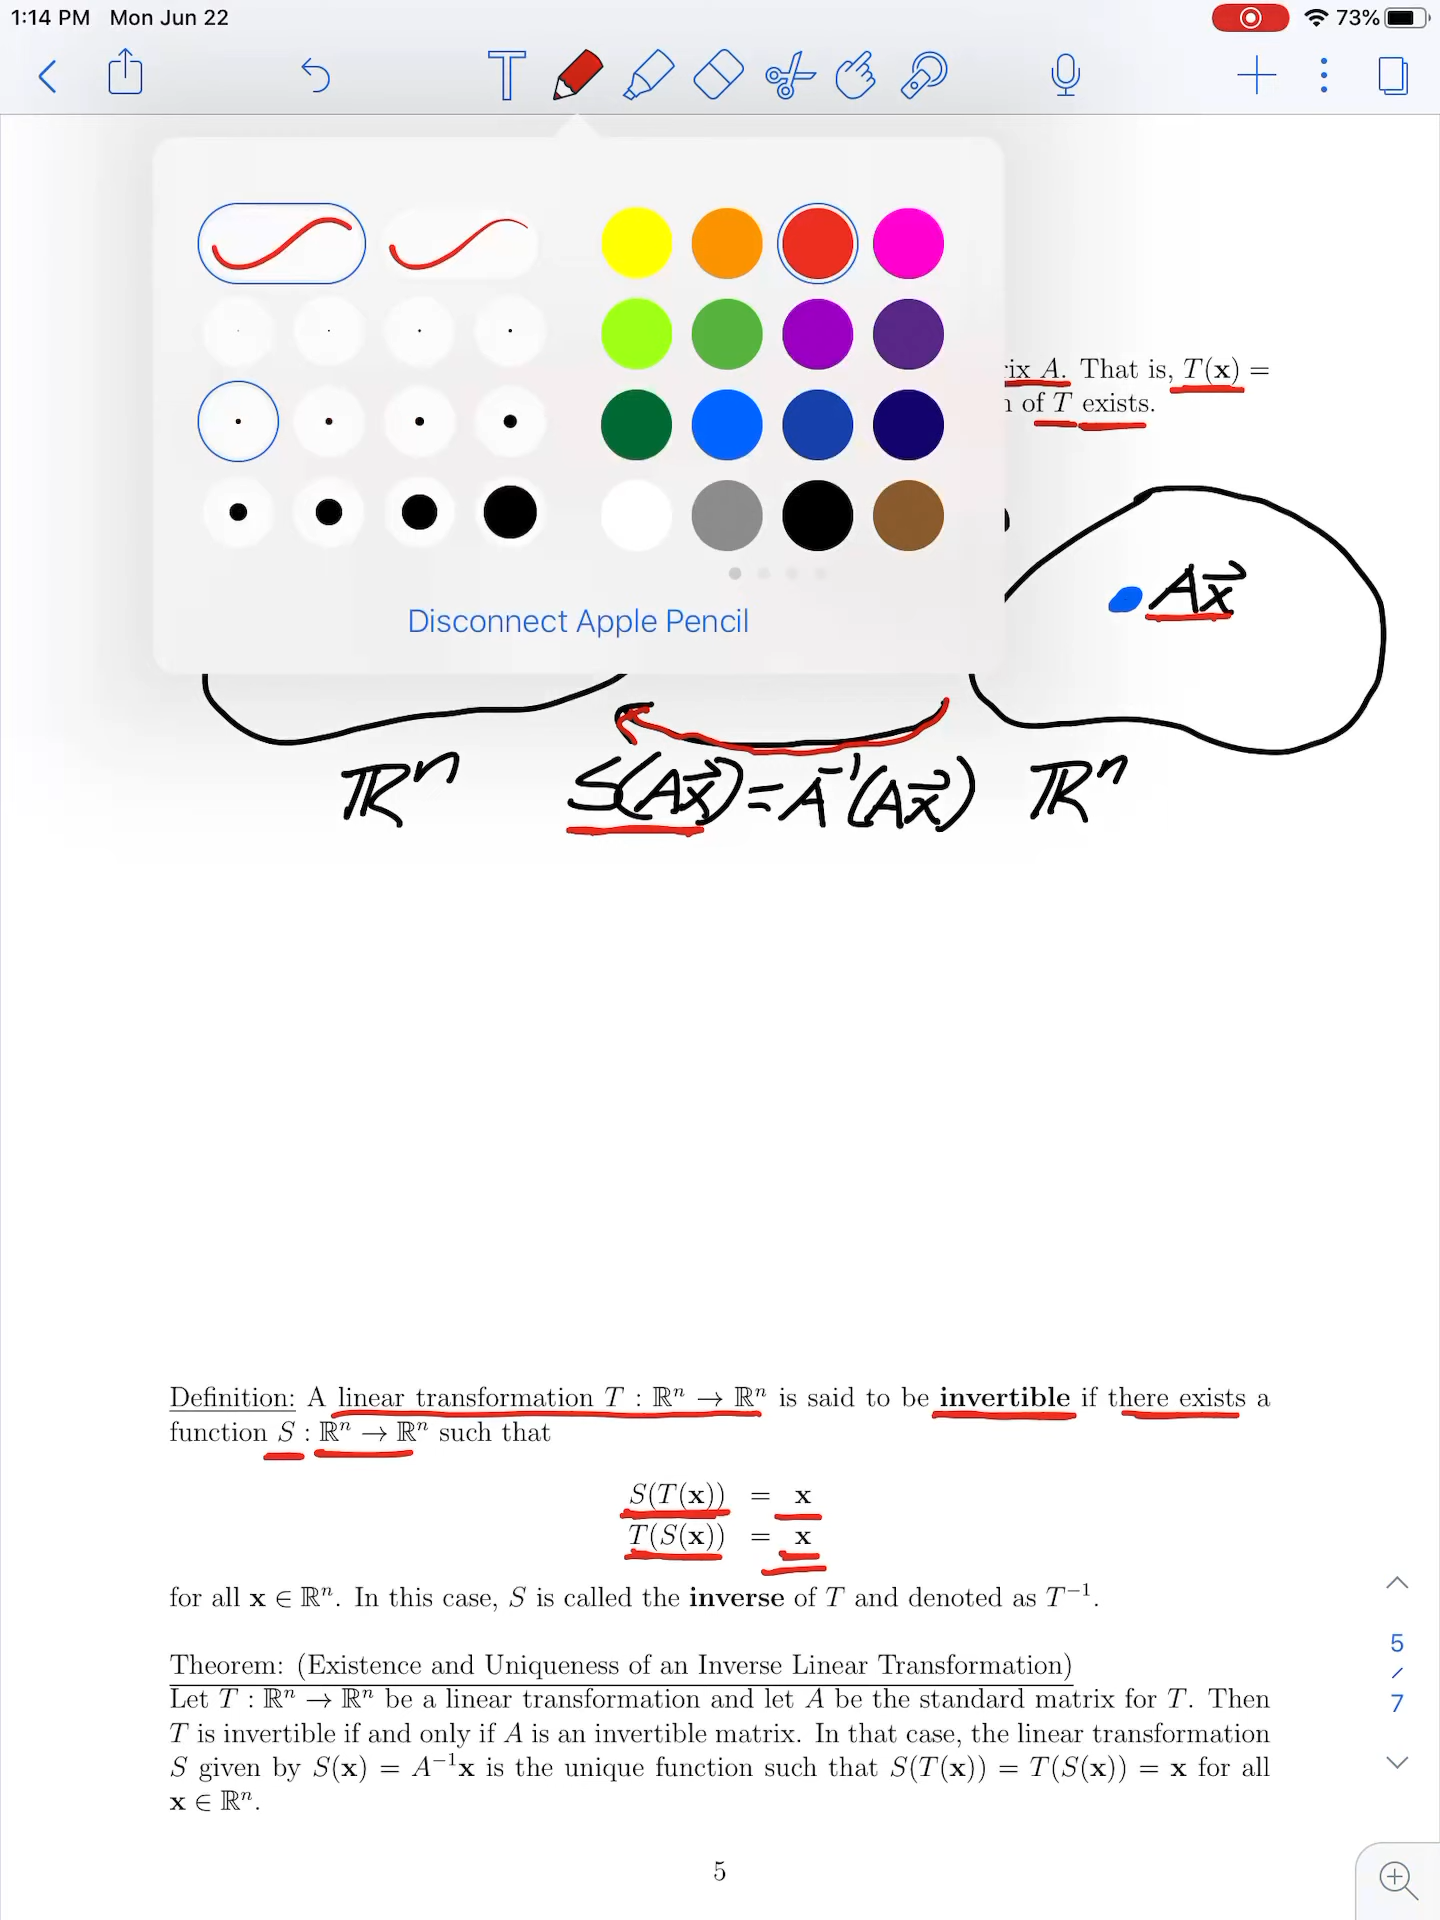 1:14 PM Mon Jun 22
73%
T
ix A. That is, T(x) =
of T exists.
Ax⃗
Disconnect Apple Pencil
ℝⁿ S(Ax⃗)=A⁻¹(Ax⃗) ℝⁿ
Definition: A linear transformation T : ℝⁿ → ℝⁿ is said to be invertible if there exists a
function S : ℝⁿ → ℝⁿ such that
S(T(x)) = x
T(S(x)) = x
for all x ∈ ℝⁿ. In this case, S is called the inverse of T and denoted as T⁻¹.
Theorem: (Existence and Uniqueness of an Inverse Linear Transformation)
Let T : ℝⁿ → ℝⁿ be a linear transformation and let A be the standard matrix for T. Then
T is invertible if and only if A is an invertible matrix. In that case, the linear transformation
S given by S(x) = A⁻¹x is the unique function such that S(T(x)) = T(S(x)) = x for all
x ∈ ℝⁿ.
5
/
7
5